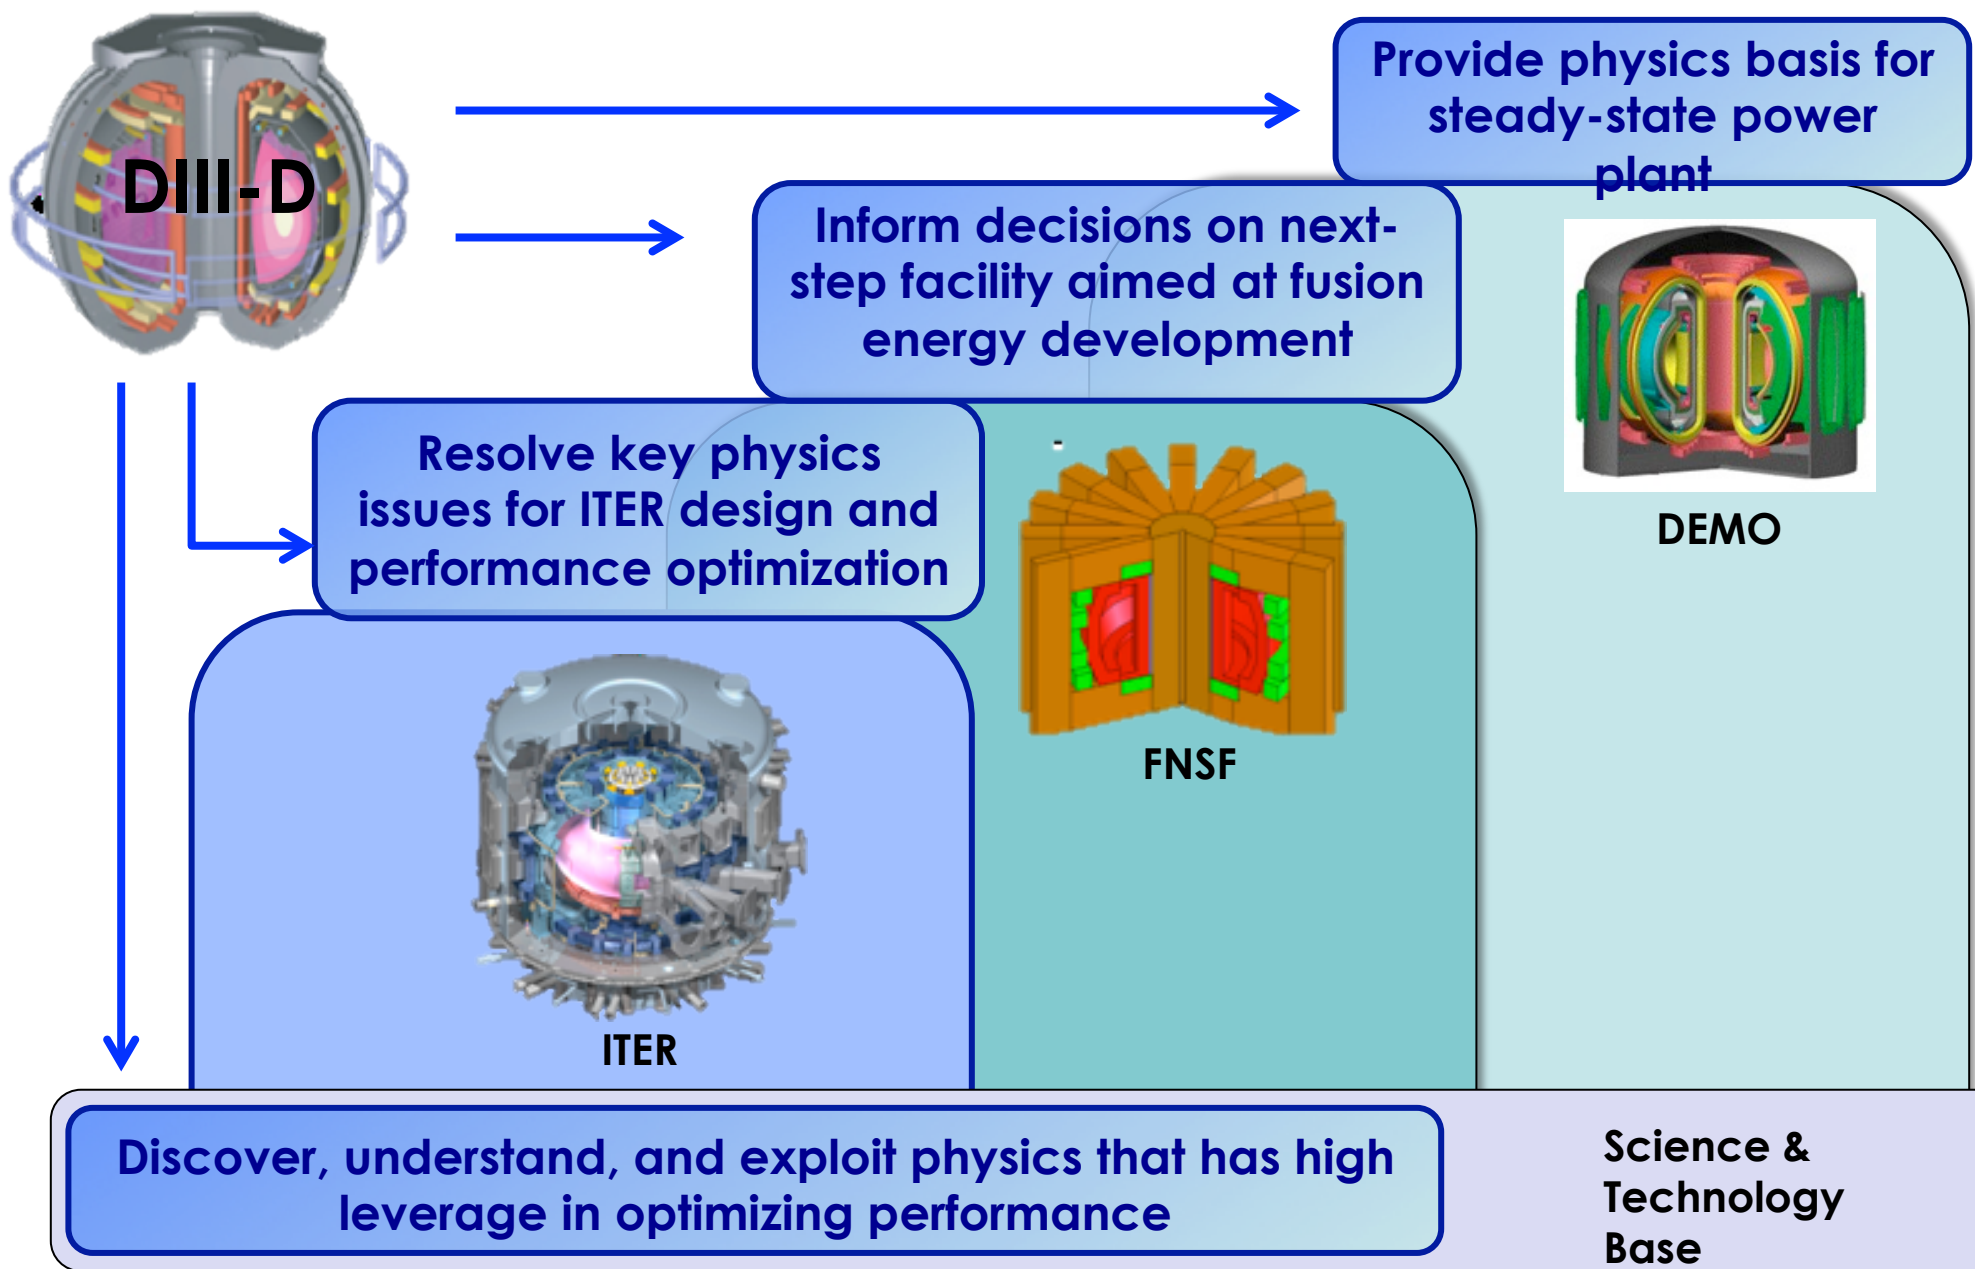 DIII-D
Provide physics basis for
steady-state power
plant
Inform decisions on next-
step facility aimed at fusion
energy development
DEMO
Resolve key physics
issues for ITER design and
performance optimization
FNSF
ITER
Discover, understand, and exploit physics that has high
leverage in optimizing performance
Science &
Technology
Base